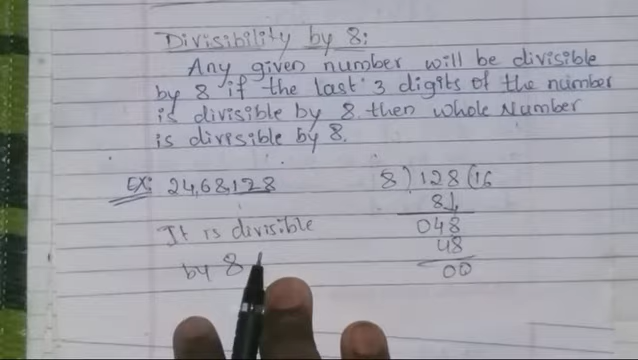 Divisibility by 8:
Any given number will be divisible
by 8 if the last 3 digits of the number
is divisible by 8 then whole Number
is divisible by 8.
EX: 24,68,128
8)128(16
8↓
048
48
00
It is divisible
by 8